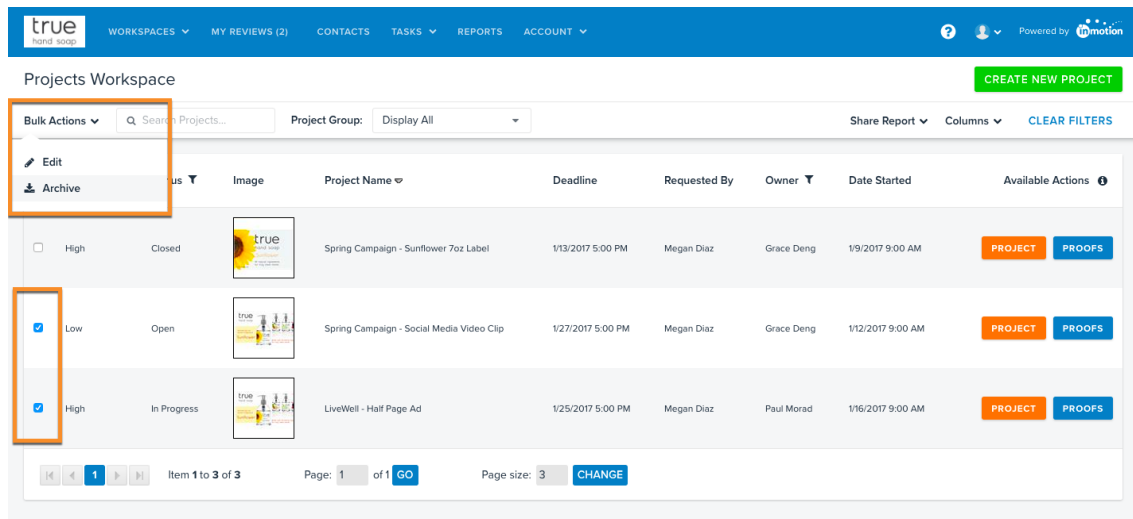 true
hand soap
WORKSPACES MY REVIEWS (2) CONTACTS TASKS REPORTS ACCOUNT
? Powered by inmotion
Projects Workspace
CREATE NEW PROJECT
Bulk Actions Search Projects... Project Group: Display All Share Report Columns CLEAR FILTERS
Edit
Archive
us Image Project Name Deadline Requested By Owner Date Started Available Actions
true
hand soap
High Closed Spring Campaign - Sunflower 7oz Label 1/13/2017 5:00 PM Megan Diaz Grace Deng 1/9/2017 9:00 AM PROJECT PROOFS
true
Low Open Spring Campaign - Social Media Video Clip 1/27/2017 5:00 PM Megan Diaz Grace Deng 1/12/2017 9:00 AM PROJECT PROOFS
true
High In Progress LiveWell - Half Page Ad 1/25/2017 5:00 PM Megan Diaz Paul Morad 1/16/2017 9:00 AM PROJECT PROOFS
1 Item 1 to 3 of 3 Page: 1 of 1 GO Page size: 3 CHANGE